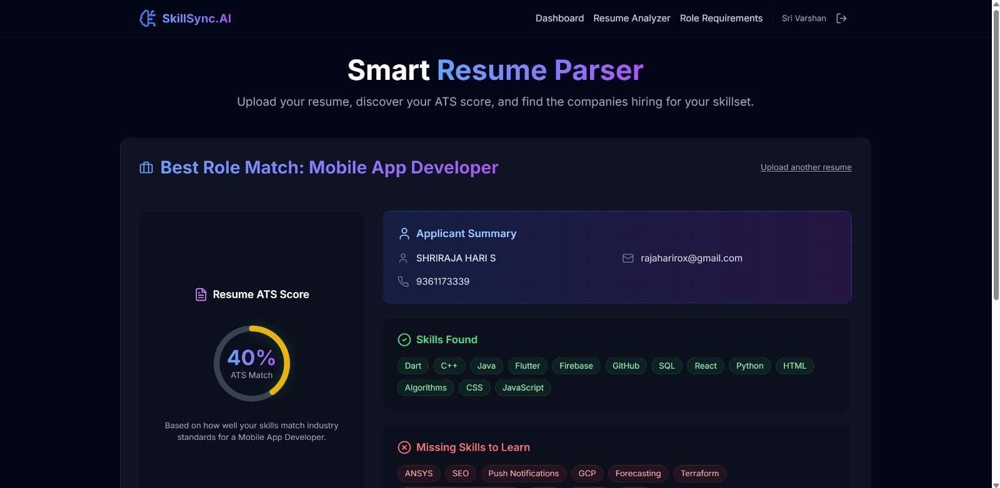 SkillSync.AI
Dashboard Resume Analyzer Role Requirements Sri Varshan
Smart Resume Parser
Upload your resume, discover your ATS score, and find the companies hiring for your skillset.
Best Role Match: Mobile App Developer
Upload another resume
Resume ATS Score
40%
ATS Match
Based on how well your skills match industry
standards for a Mobile App Developer.
Applicant Summary
SHRIRAJA HARI S
rajaharirox@gmail.com
9361173339
Skills Found
Dart C++ Java Flutter Firebase GitHub SQL React Python HTML
Algorithms CSS JavaScript
Missing Skills to Learn
ANSYS SEO Push Notifications GCP Forecasting Terraform